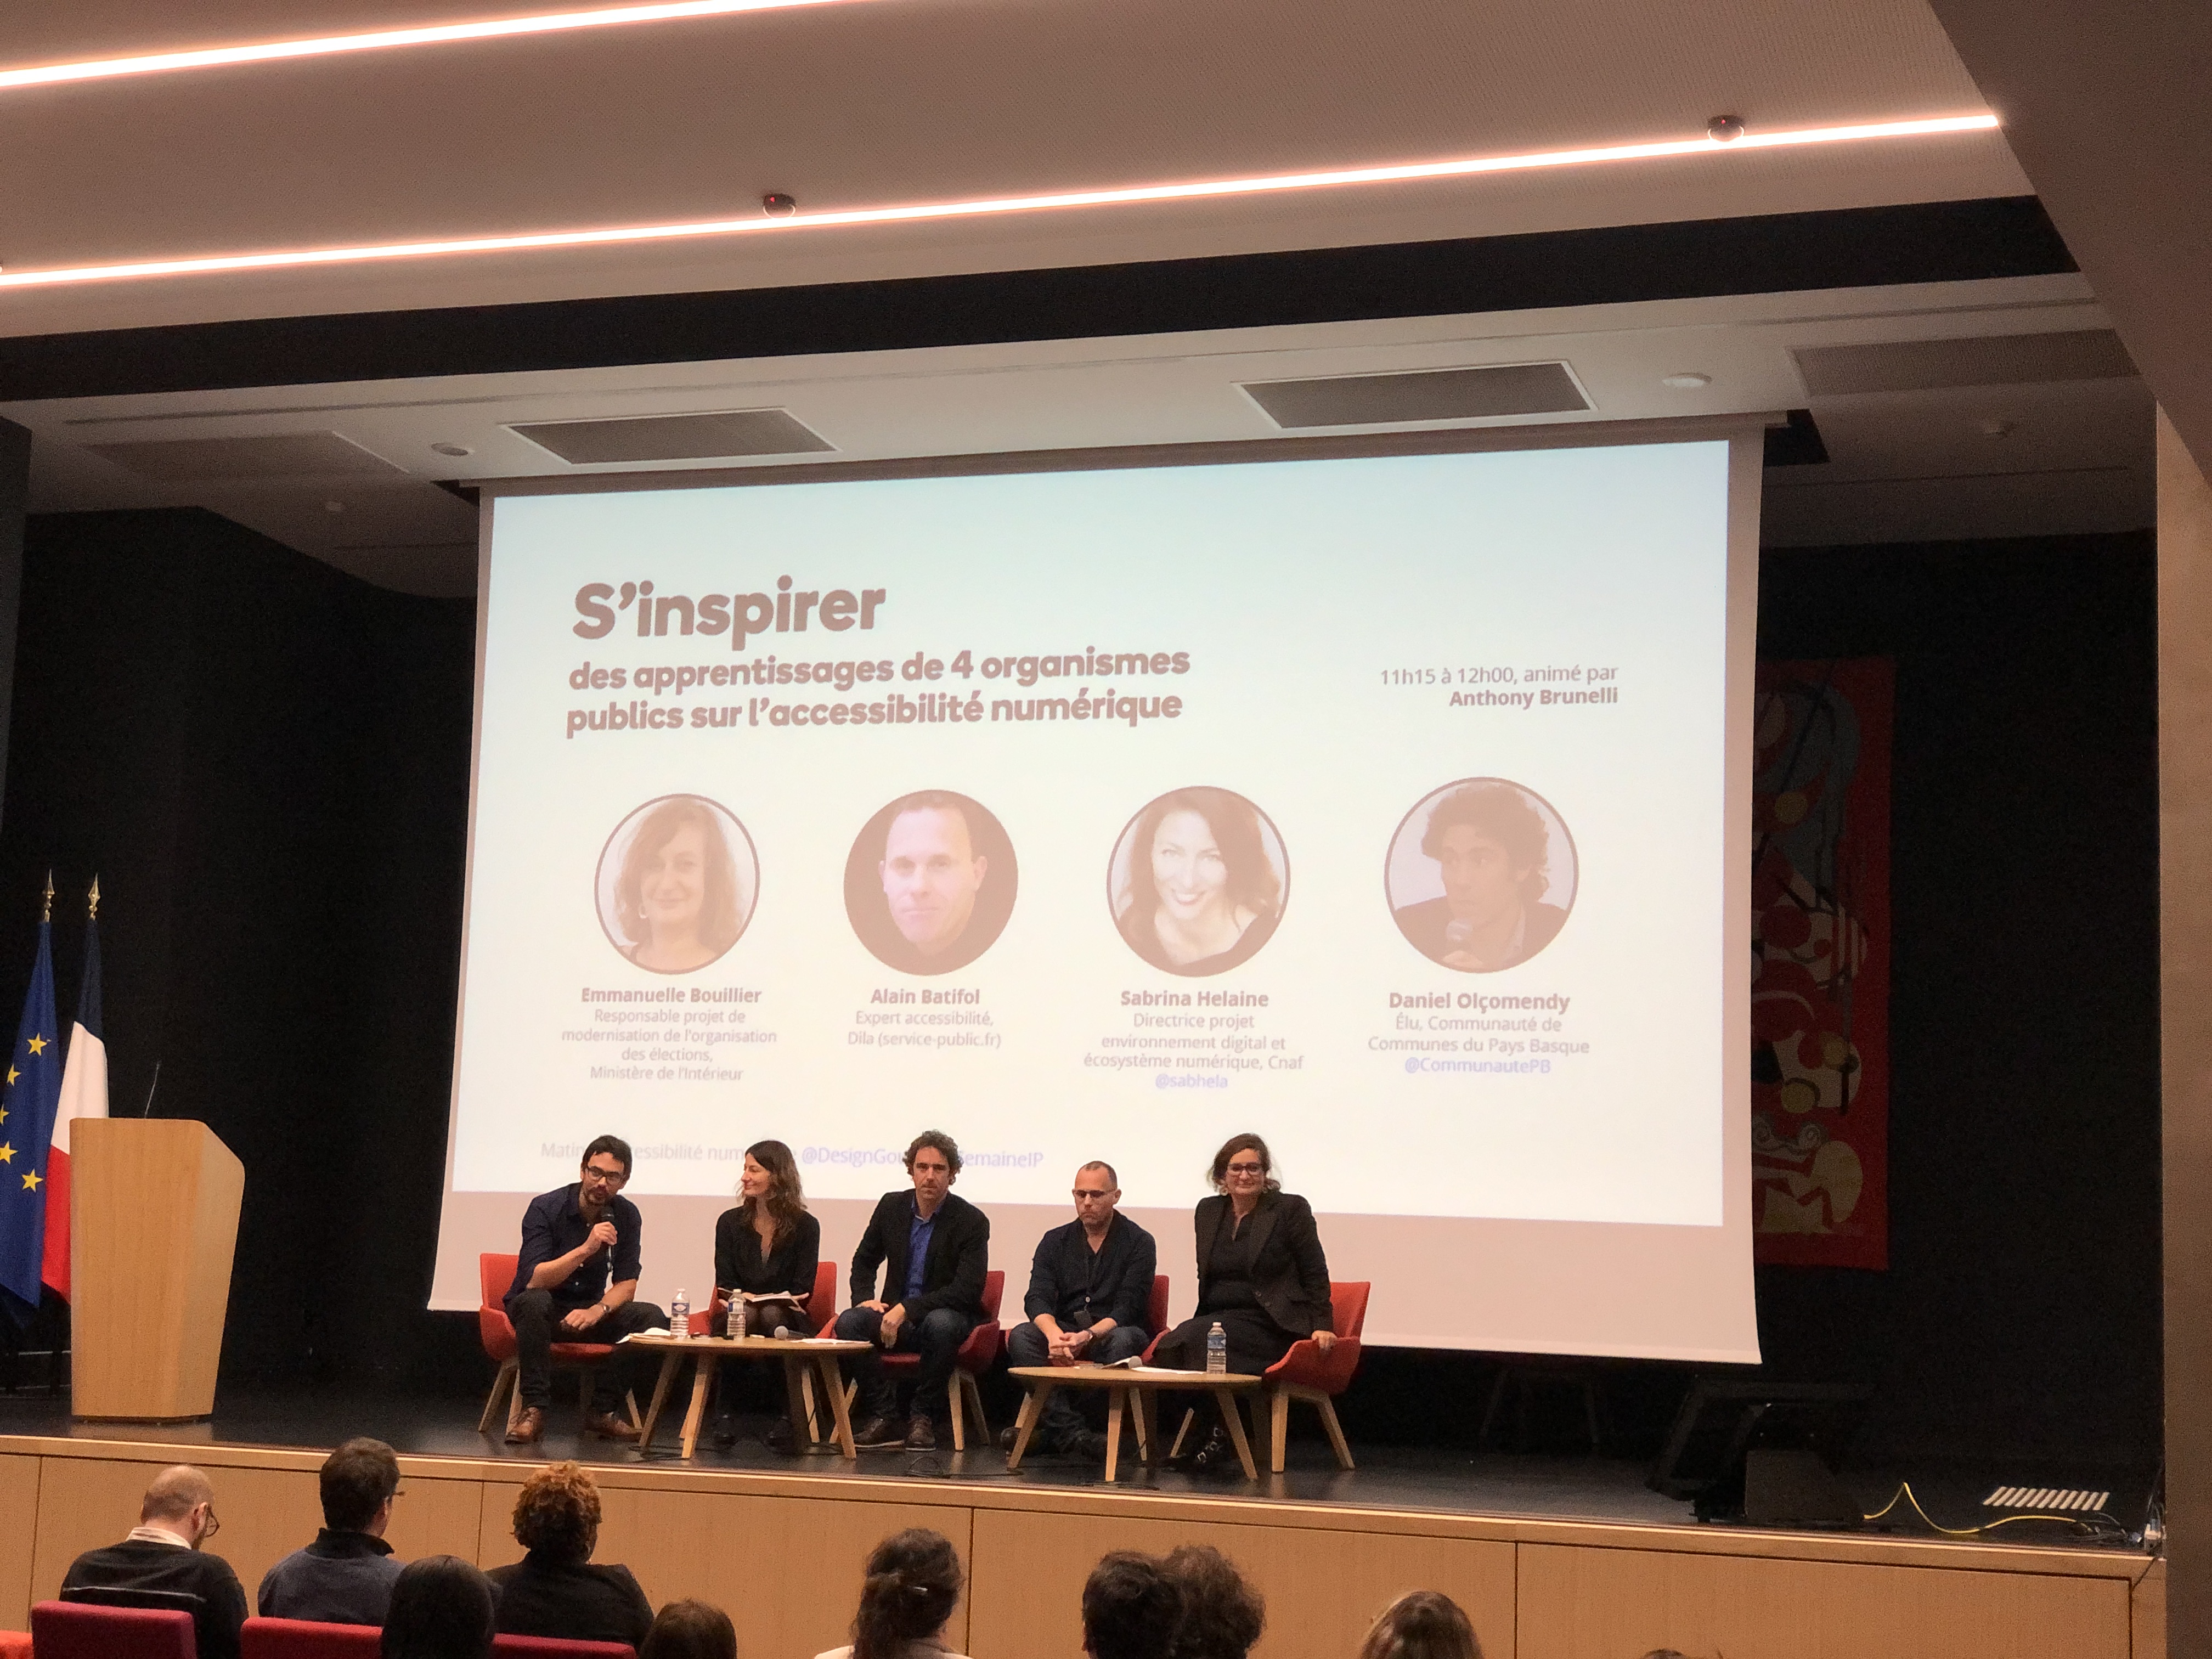 S'inspirer
des apprentissages de 4 organismes
publics sur l'accessibilité numérique
11h15 à 12h00, animé par
Anthony Brunelli
Emmanuelle Bouillier
Responsable projet de
modernisation de l'organisation
des élections,
Ministère de l'Intérieur
Alain Batifol
Expert accessibilité,
Dila (service-public.fr)
Sabrina Helaine
Directrice projet
environnement digital et
écosystème numérique, Cnaf
@sabhela
Daniel Olçomendy
Élu, Communauté de
Communes du Pays Basque
@CommunautePB
@DesignGou